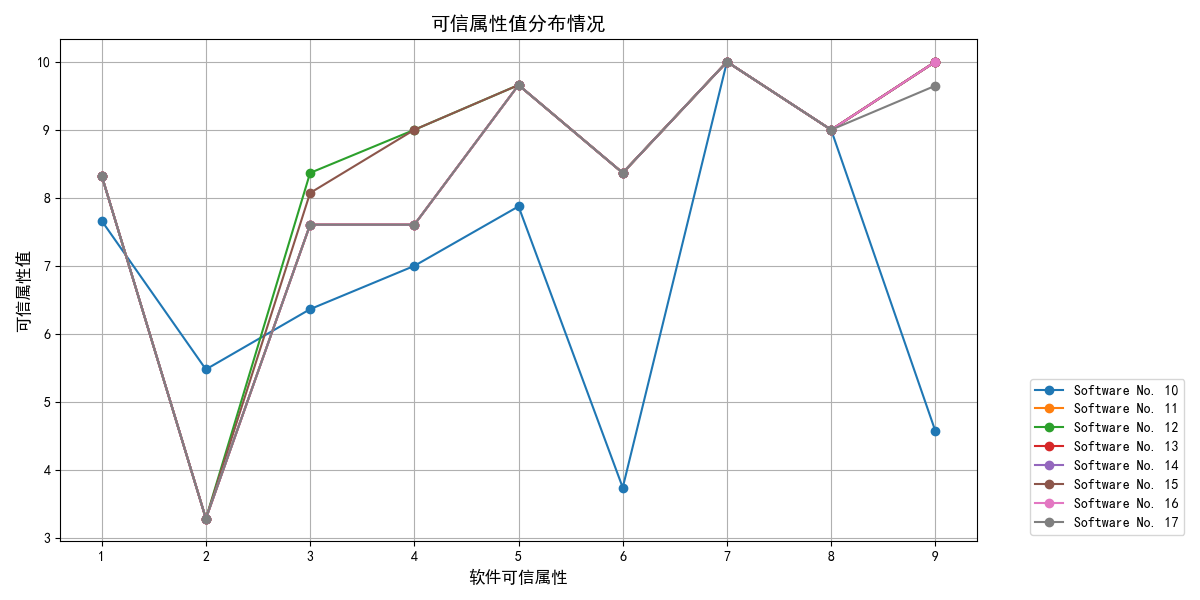 可信属性值分布情况
可信属性值
10
9
8
7
6
5
4
3
1 2 3 4 5 6 7 8 9
软件可信属性
Software No. 10
Software No. 11
Software No. 12
Software No. 13
Software No. 14
Software No. 15
Software No. 16
Software No. 17